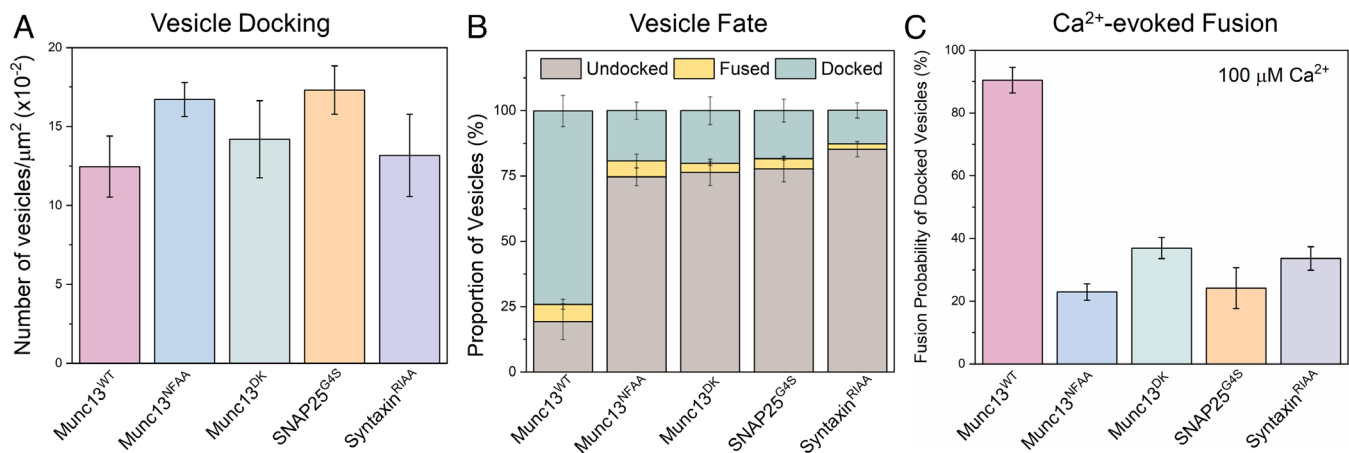 A
Vesicle Docking
Number of vesicles/μm² (x10⁻²)
20
15
10
5
0
Munc13ᵂᵀ
Munc13ᴺᶠᴬᴬ
Munc13ᴰᴷ
SNAP25ᴳ⁴ˢ
Syntaxinᴿᴵᴬᴬ
B
Vesicle Fate
Undocked
Fused
Docked
Proportion of Vesicles (%)
100
75
50
25
0
Munc13ᵂᵀ
Munc13ᴺᶠᴬᴬ
Munc13ᴰᴷ
SNAP25ᴳ⁴ˢ
Syntaxinᴿᴵᴬᴬ
C
Ca²⁺-evoked Fusion
Fusion Probability of Docked Vesicles (%)
100
80
60
40
20
0
100 μM Ca²⁺
Munc13ᵂᵀ
Munc13ᴺᶠᴬᴬ
Munc13ᴰᴷ
SNAP25ᴳ⁴ˢ
Syntaxinᴿᴵᴬᴬ